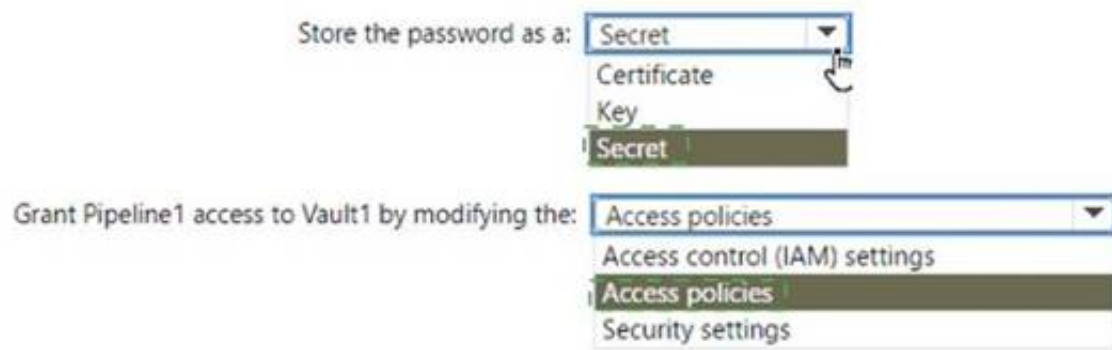 Store the password as a: Secret
Certificate
Key
Secret
Grant Pipeline1 access to Vault1 by modifying the: Access policies
Access control (IAM) settings
Access policies
Security settings